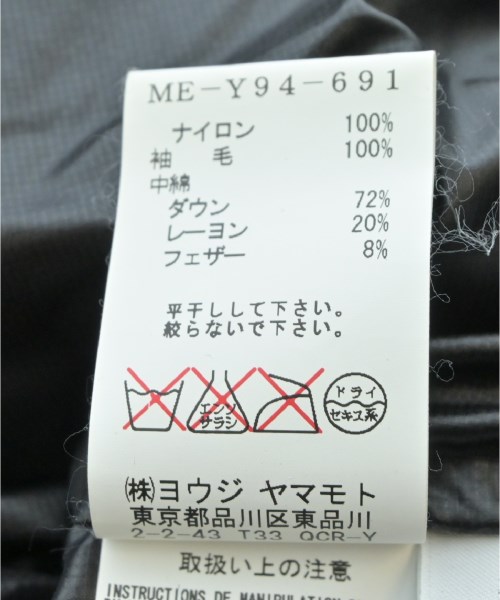 ME-Y94-691
ナイロン 100%
袖 毛 100%
中綿
ダウン 72%
レーヨン 20%
フェザー 8%
平干しして下さい。
絞らないで下さい。
エンソ
サラシ
ドライ
セキユ系
㈱ヨウジ ヤマモト
東京都品川区東品川
2-2-43 T33 OCR-Y
取扱い上の注意
INSTRUCTIONS DE MANIPULATION